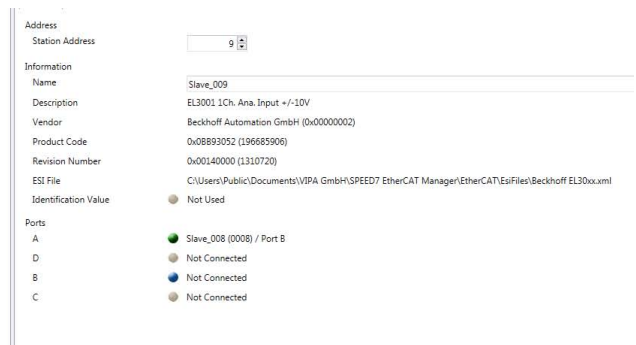 Address
Station Address 9
Information
Name Slave_009
Description EL3001 1Ch. Ana. Input +/-10V
Vendor Beckhoff Automation GmbH (0x00000002)
Product Code 0x0BB93052 (196685906)
Revision Number 0x00140000 (1310720)
ESI File C:\Users\Public\Documents\VIPA GmbH\SPEED7 EtherCAT Manager\EtherCAT\EsiFiles\Beckhoff EL30xx.xml
Identification Value Not Used
Ports
A Slave_008 (0008) / Port B
D Not Connected
B Not Connected
C Not Connected